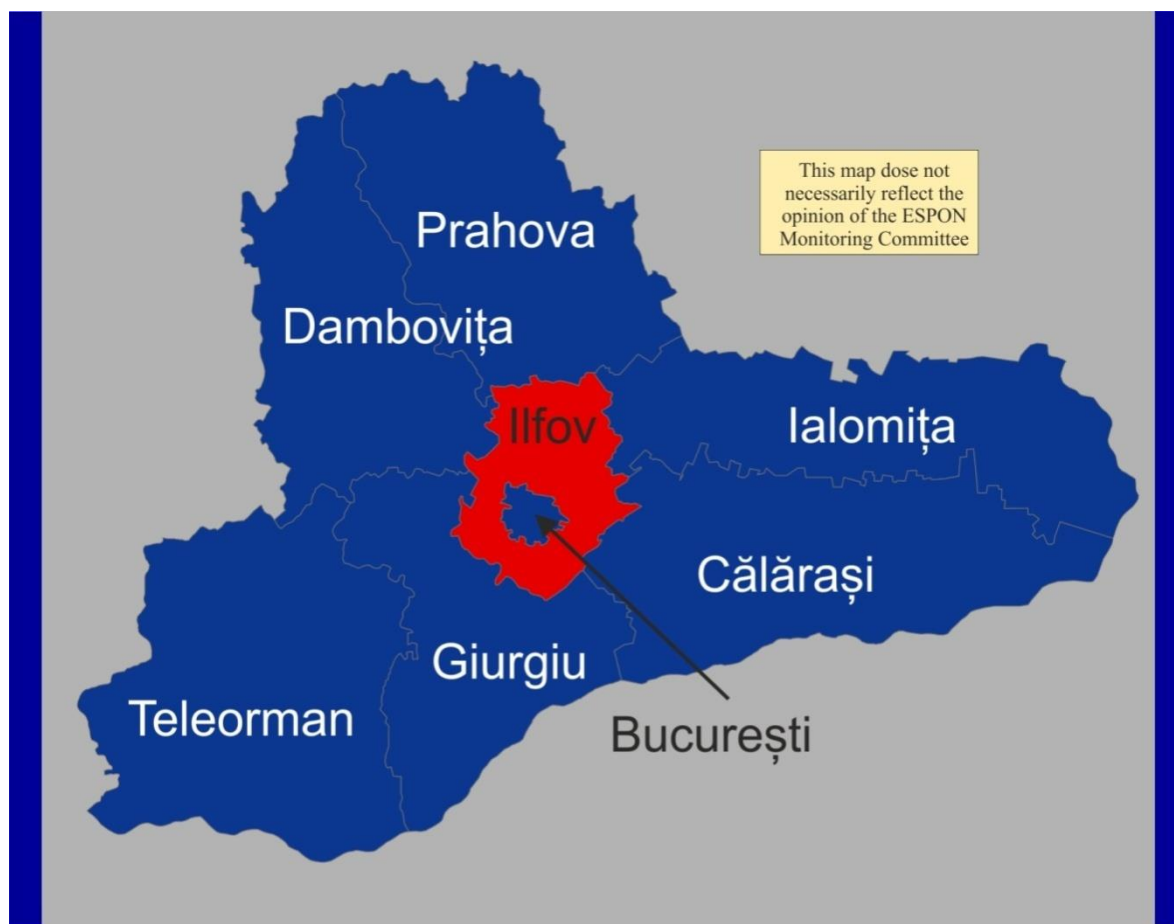 This map dose not
necessarily reflect the
opinion of the ESPON
Monitoring Committee
Prahova
Dambovița
Ilfov
Ialomița
Călărași
Giurgiu
Teleorman
București